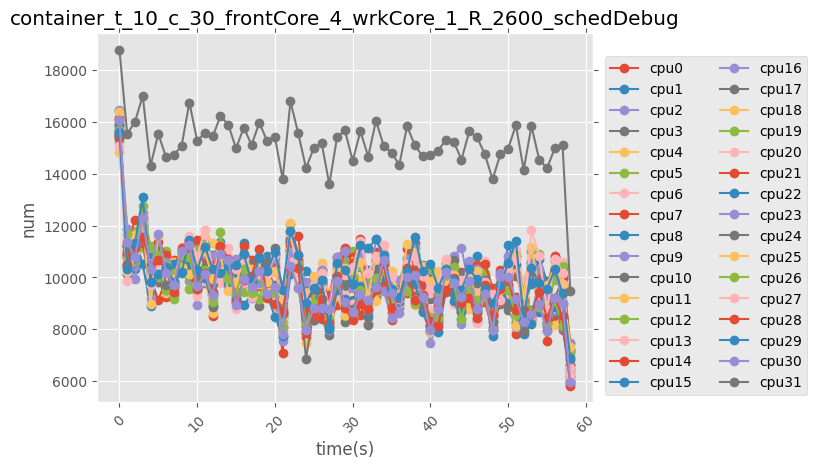 container_t_10_c_30_frontCore_4_wrkCore_1_R_2600_schedDebug
18000
16000
14000
12000
10000
8000
6000
num
0
10
20
30
40
50
60
time(s)
cpu0
cpu1
cpu2
cpu3
cpu4
cpu5
cpu6
cpu7
cpu8
cpu9
cpu10
cpu11
cpu12
cpu13
cpu14
cpu15
cpu16
cpu17
cpu18
cpu19
cpu20
cpu21
cpu22
cpu23
cpu24
cpu25
cpu26
cpu27
cpu28
cpu29
cpu30
cpu31